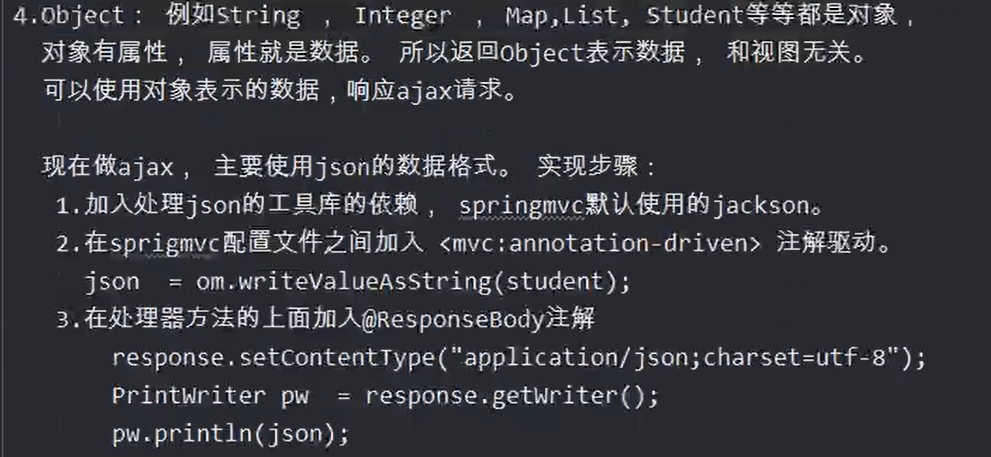 4.Object： 例如String ， Integer ， Map,List, Student等等都是对象，
对象有属性， 属性就是数据。 所以返回Object表示数据， 和视图无关。
可以使用对象表示的数据，响应ajax请求。
现在做ajax， 主要使用json的数据格式。 实现步骤：
1.加入处理json的工具库的依赖， springmvc默认使用的jackson。
2.在sprigmvc配置文件之间加入 <mvc:annotation-driven> 注解驱动。
json = om.writeValueAsString(student);
3.在处理器方法的上面加入@ResponseBody注解
response.setContentType("application/json;charset=utf-8");
PrintWriter pw = response.getWriter();
pw.println(json);